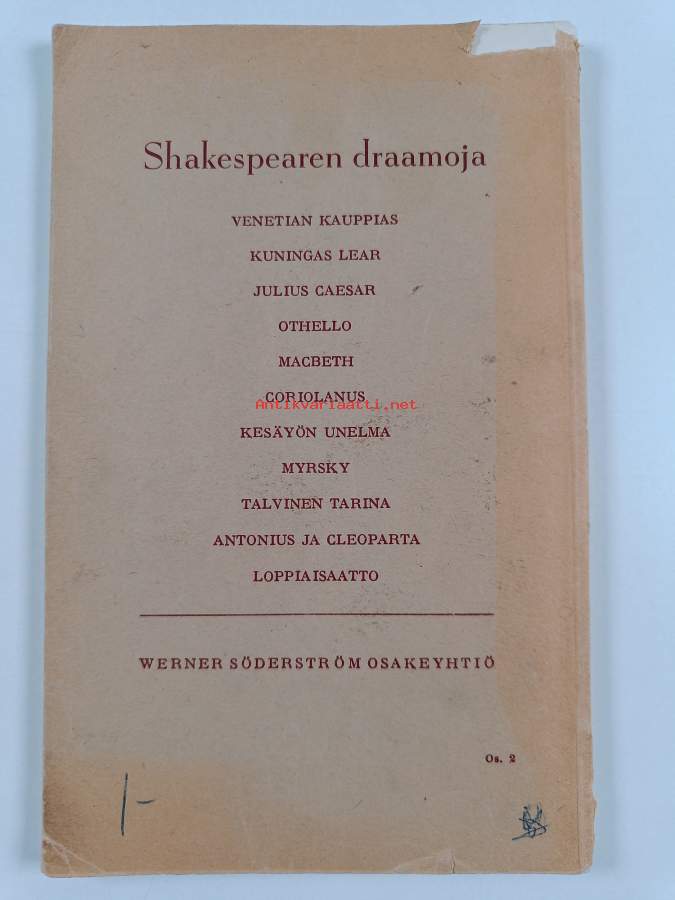 Shakespearen draamoja
VENETIAN KAUPPIAS
KUNINGAS LEAR
JULIUS CAESAR
OTHELLO
MACBETH
CORIOLANUS
Antikvariaatti.net
KESÄYÖN UNELMA
MYRSKY
TALVINEN TARINA
ANTONIUS JA CLEOPARTA
LOPPIAISAATTO
WERNER SÖDERSTRÖM OSAKEYHTIÖ
Os. 2
1-